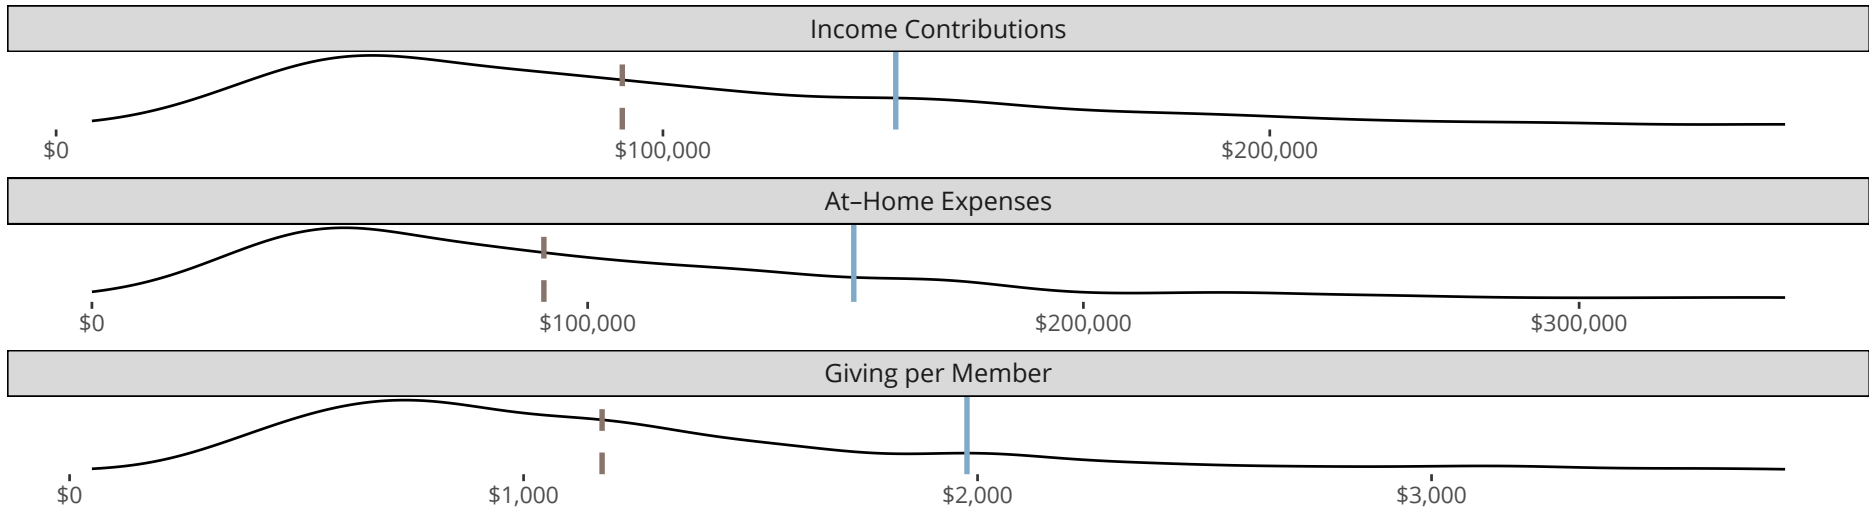 Income Contributions
$0 $100,000 $200,000
At–Home Expenses
$0 $100,000 $200,000 $300,000
Giving per Member
$0 $1,000 $2,000 $3,000